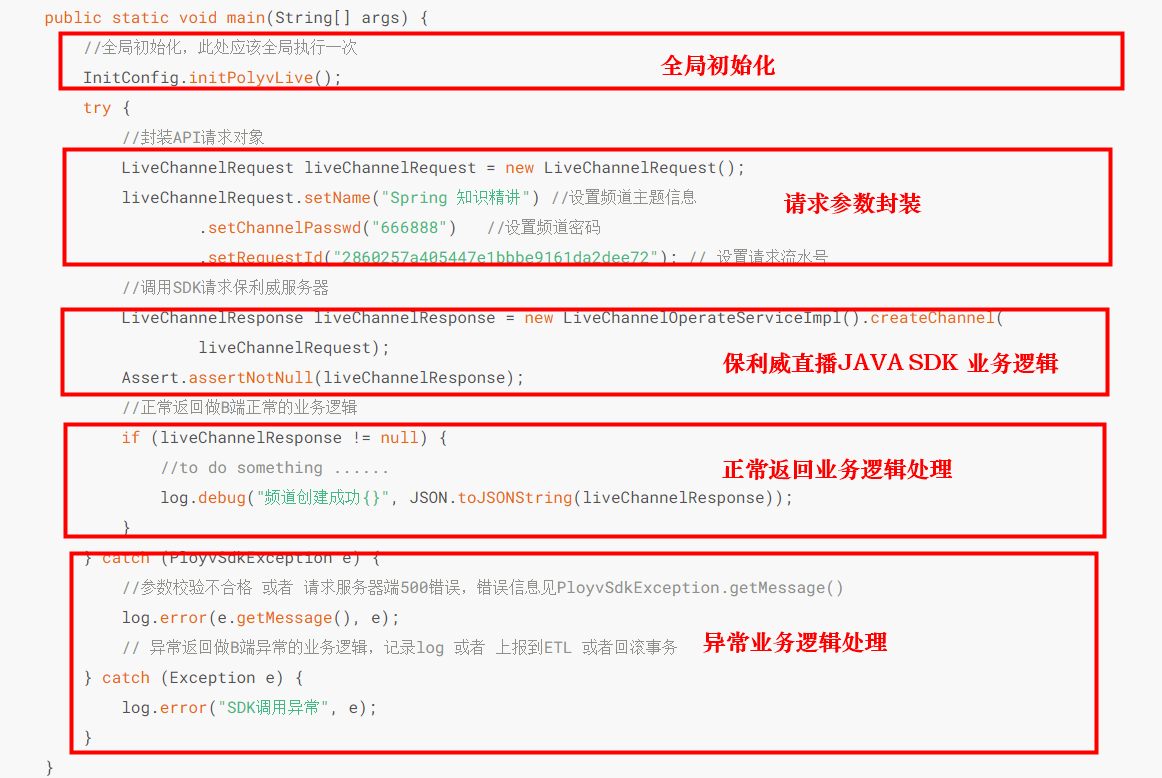 public static void main(String[] args) {
//全局初始化，此处应该全局执行一次
全局初始化
InitConfig.initPolyvLive();
try {
//封装API请求对象
LiveChannelRequest liveChannelRequest = new LiveChannelRequest();
liveChannelRequest.setName("Spring 知识精讲") //设置频道主题信息
请求参数封装
.setChannelPasswd("666888") //设置频道密码
.setRequestId("2860257a405447e1bbbe9161da2dee72"); // 设置请求流水号
//调用SDK请求保利威服务器
LiveChannelResponse liveChannelResponse = new LiveChannelOperateServiceImpl().createChannel(
liveChannelRequest);
保利威直播JAVA SDK 业务逻辑
Assert.assertNotNull(liveChannelResponse);
//正常返回做B端正常的业务逻辑
if (liveChannelResponse != null) {
//to do something ......
正常返回业务逻辑处理
log.debug("频道创建成功{}", JSON.toJSONString(liveChannelResponse));
}
} catch (PloyvSdkException e) {
//参数校验不合格 或者 请求服务器端500错误，错误信息见PloyvSdkException.getMessage()
log.error(e.getMessage(), e);
// 异常返回做B端异常的业务逻辑，记录log 或者 上报到ETL 或者回滚事务
异常业务逻辑处理
} catch (Exception e) {
log.error("SDK调用异常", e);
}
}